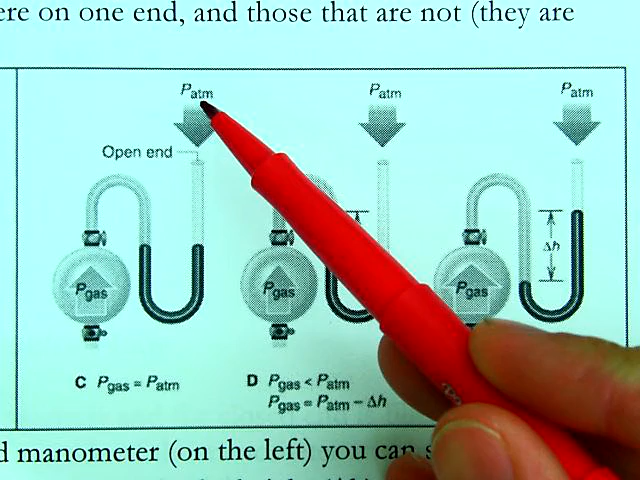 ere on one end, and those that are not (they are
Patm Patm Patm
Open end
Δh
Pgas Pgas Pgas
C Pgas = Patm D Pgas < Patm
Pgas = Patm − Δh
d manometer (on the left) you can